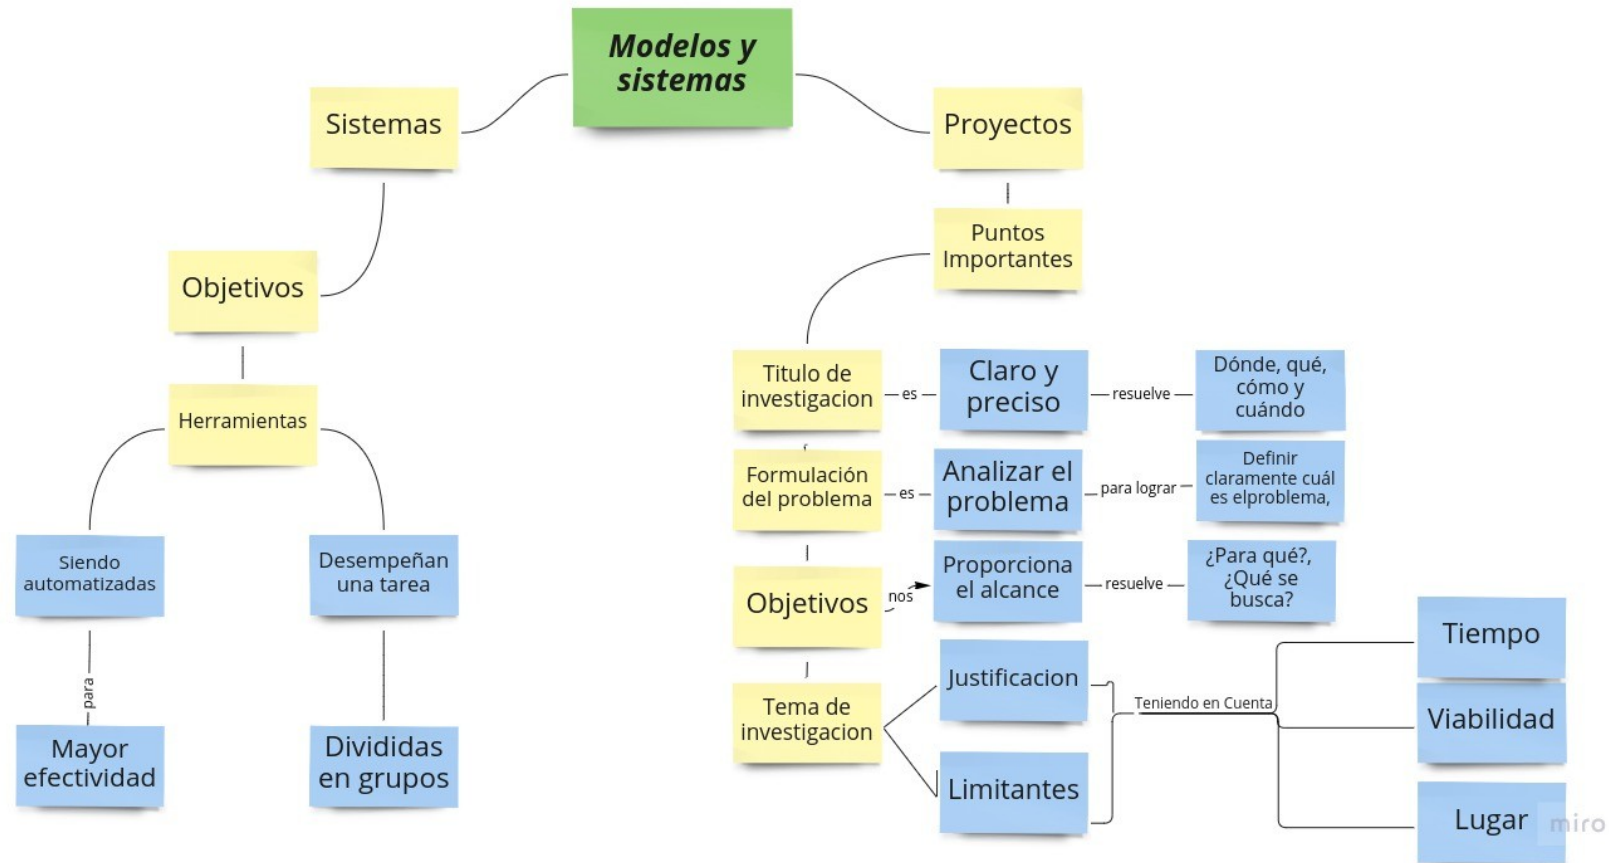 Modelos y
sistemas
Sistemas
Proyectos
Puntos
Importantes
Objetivos
Herramientas
Siendo
automatizadas
Desempeñan
una tarea
para
Mayor
efectividad
Divididas
en grupos
Titulo de
investigacion
es
Claro y
preciso
resuelve
Dónde, qué,
cómo y
cuándo
Formulación
del problema
es
Analizar el
problema
para lograr
Definir
claramente cuál
es elproblema,
Objetivos
nos
Proporciona
el alcance
resuelve
¿Para qué?,
¿Qué se
busca?
Tema de
investigacion
Justificacion
Limitantes
Teniendo en Cuenta
Tiempo
Viabilidad
Lugar
miro